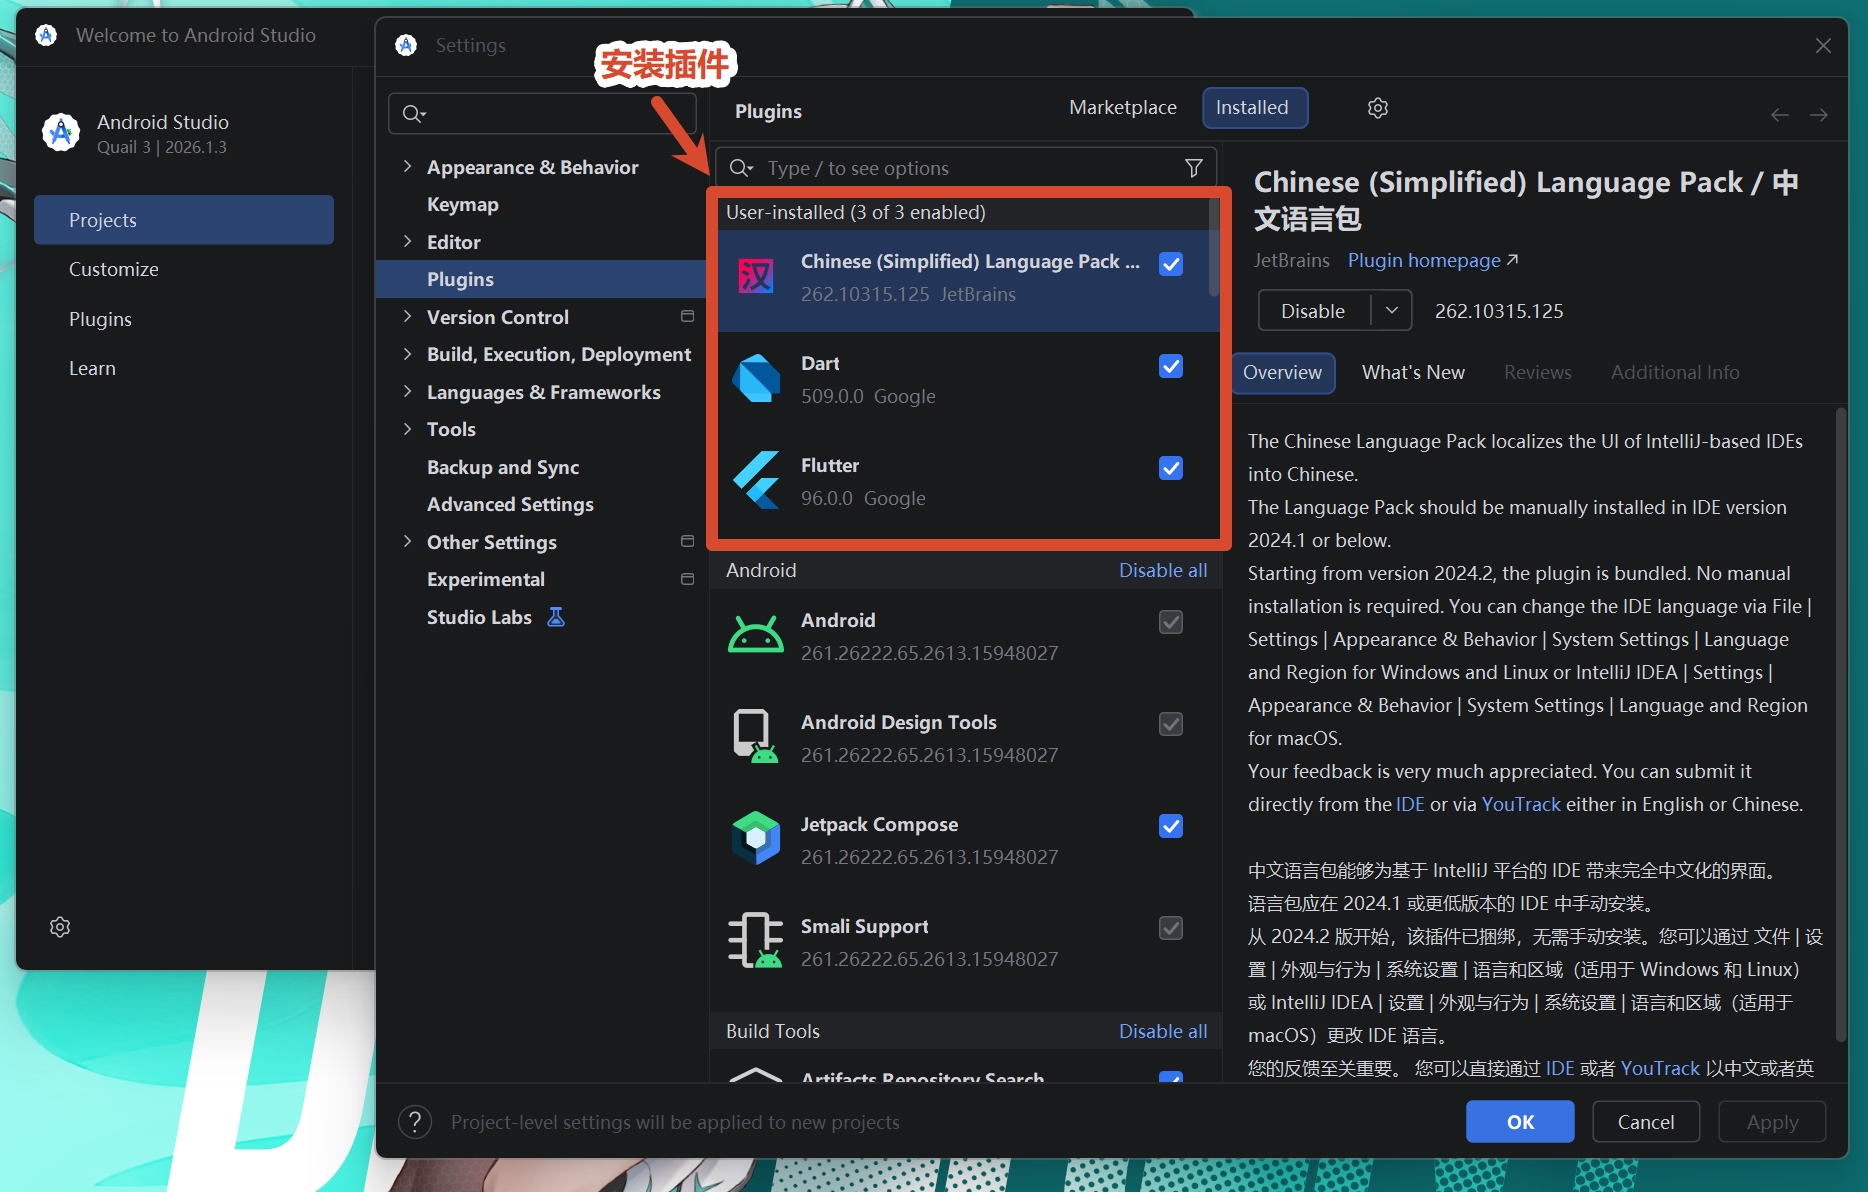 Welcome to Android Studio
Android Studio
Quail 3 | 2026.1.3
Projects
Customize
Plugins
Learn
Settings
安装插件
Appearance & Behavior
Keymap
Editor
Plugins
Version Control
Build, Execution, Deployment
Languages & Frameworks
Tools
Backup and Sync
Advanced Settings
Other Settings
Experimental
Studio Labs
Plugins
Marketplace
Installed
Type / to see options
User-installed (3 of 3 enabled)
汉
Chinese (Simplified) Language Pack ...
262.10315.125 JetBrains
Dart
509.0.0 Google
Flutter
96.0.0 Google
Android
Disable all
Android
261.26222.65.2613.15948027
Android Design Tools
261.26222.65.2613.15948027
Jetpack Compose
261.26222.65.2613.15948027
Smali Support
261.26222.65.2613.15948027
Build Tools
Disable all
Artifacts Repository Search
Chinese (Simplified) Language Pack / 中
文语言包
JetBrains Plugin homepage ↗
Disable
262.10315.125
Overview
What's New
Reviews
Additional Info
The Chinese Language Pack localizes the UI of IntelliJ-based IDEs
into Chinese.
The Language Pack should be manually installed in IDE version
2024.1 or below.
Starting from version 2024.2, the plugin is bundled. No manual
installation is required. You can change the IDE language via File |
Settings | Appearance & Behavior | System Settings | Language
and Region for Windows and Linux or IntelliJ IDEA | Settings |
Appearance & Behavior | System Settings | Language and Region
for macOS.
Your feedback is very much appreciated. You can submit it
directly from the IDE or via YouTrack either in English or Chinese.
中文语言包能够为基于 IntelliJ 平台的 IDE 带来完全中文化的界面。
语言包应在 2024.1 或更低版本的 IDE 中手动安装。
从 2024.2 版开始，该插件已捆绑，无需手动安装。您可以通过 文件 | 设
置 | 外观与行为 | 系统设置 | 语言和区域（适用于 Windows 和 Linux）
或 IntelliJ IDEA | 设置 | 外观与行为 | 系统设置 | 语言和区域（适用于
macOS）更改 IDE 语言。
您的反馈至关重要。 您可以直接通过 IDE 或者 YouTrack 以中文或者英
?
Project-level settings will be applied to new projects
OK
Cancel
Apply